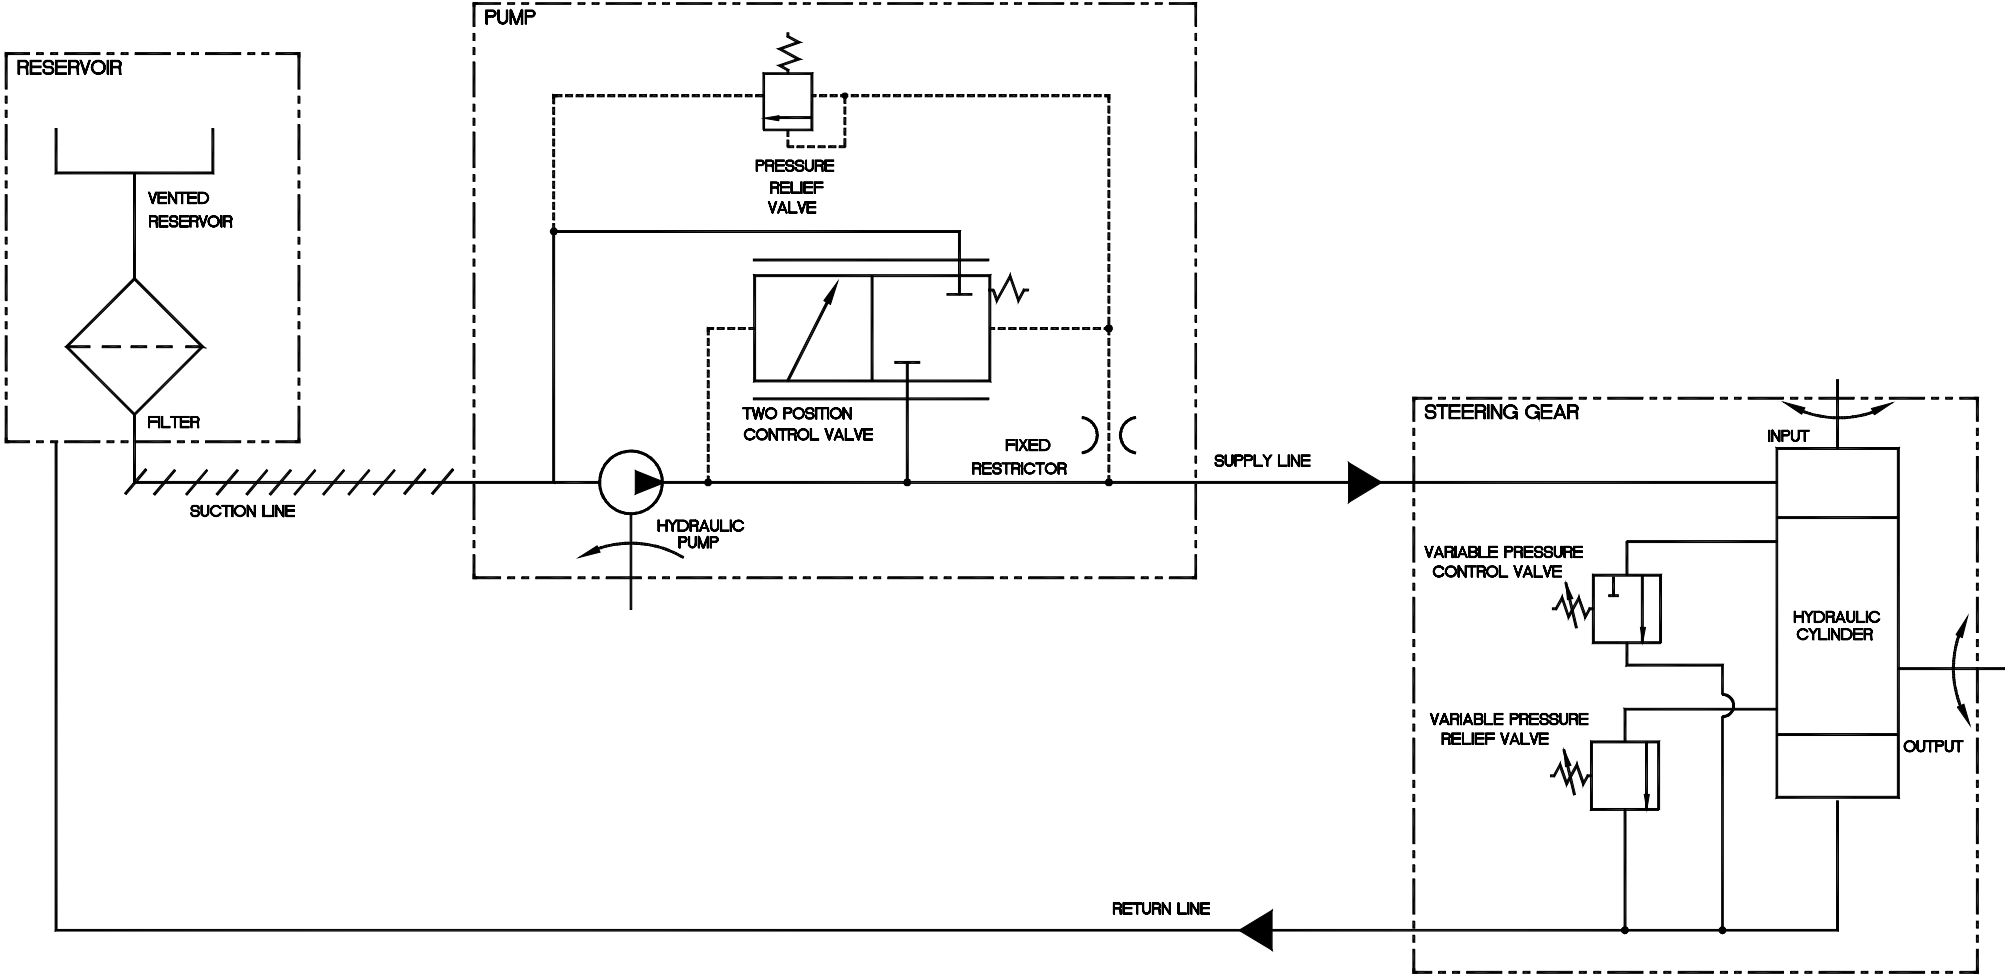 PUMP
RESERVOIR
VENTED
RESERVOIR
FILTER
SUCTION LINE
PRESSURE
RELIEF
VALVE
TWO POSITION
CONTROL VALVE
HYDRAULIC
PUMP
FIXED
RESTRICTOR
SUPPLY LINE
STEERING GEAR
INPUT
VARIABLE PRESSURE
CONTROL VALVE
HYDRAULIC
CYLINDER
VARIABLE PRESSURE
RELIEF VALVE
OUTPUT
RETURN LINE